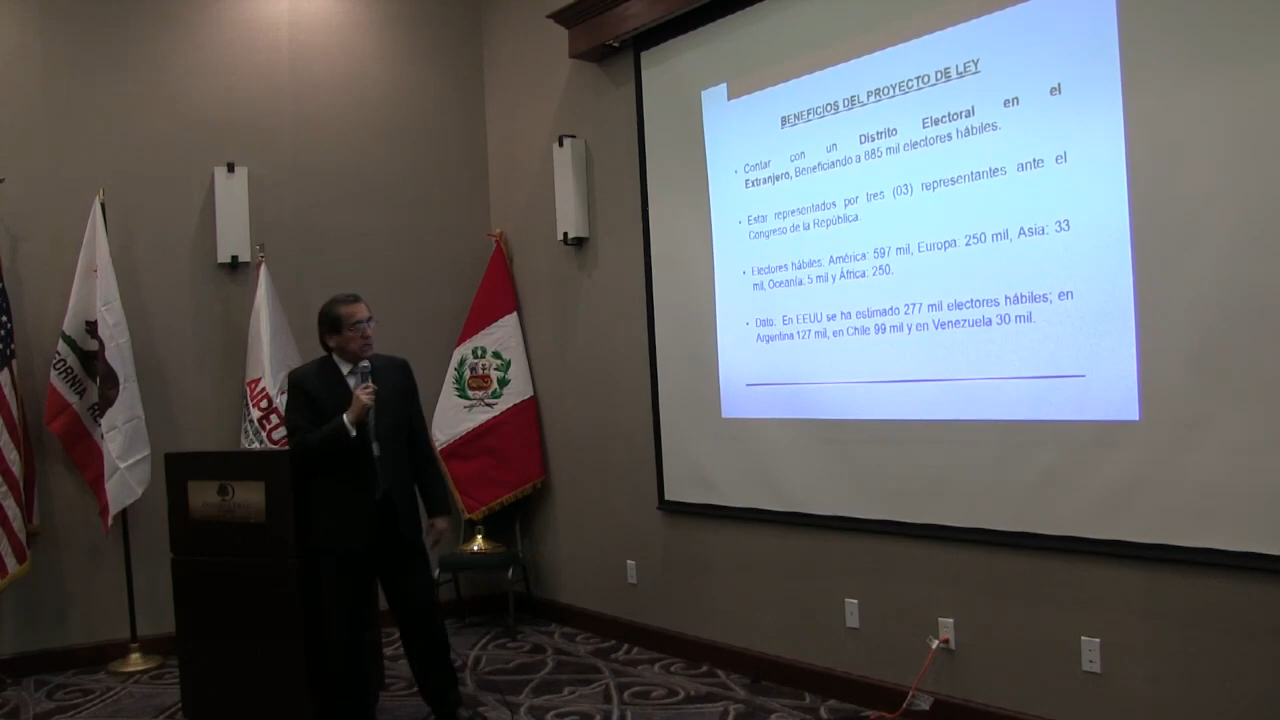 BENEFICIOS DEL PROYECTO DE LEY
• Contar con un Distrito Electoral en el
Extranjero, Beneficiando a 885 mil electores hábiles.
• Estar representados por tres (03) representantes ante el
Congreso de la República.
• Electores hábiles: América: 597 mil, Europa: 250 mil, Asia: 33
mil, Oceanía: 5 mil y África: 250.
• Dato: En EEUU se ha estimado 277 mil electores hábiles; en
Argentina 127 mil, en Chile 99 mil y en Venezuela 30 mil.
FORNIA RE
AIPEU